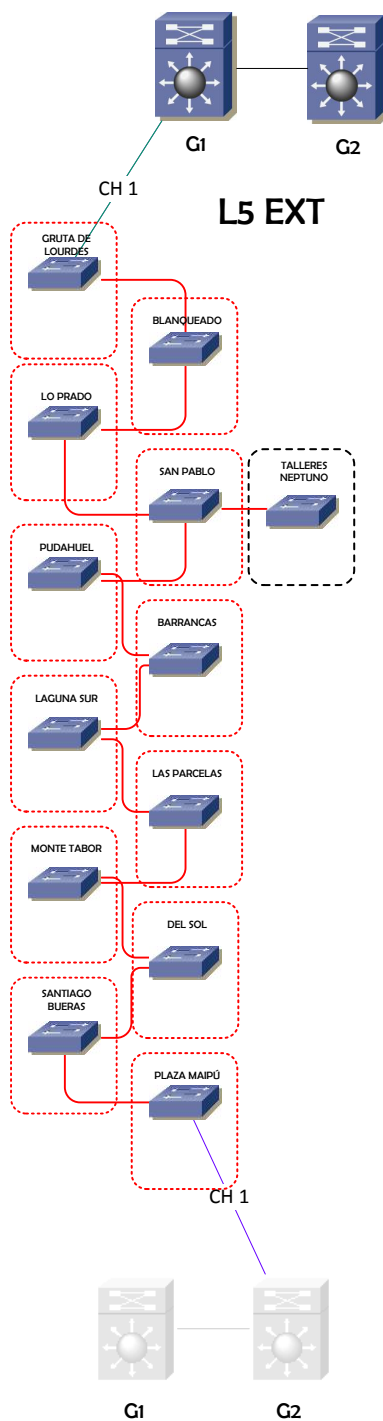 G1
G2
CH 1
L5 EXT
GRUTA DE
LOURDES
BLANQUEADO
LO PRADO
SAN PABLO
TALLERES
NEPTUNO
PUDAHUEL
BARRANCAS
LAGUNA SUR
LAS PARCELAS
MONTE TABOR
DEL SOL
SANTIAGO
BUERAS
PLAZA MAIPÚ
CH 1
G1
G2